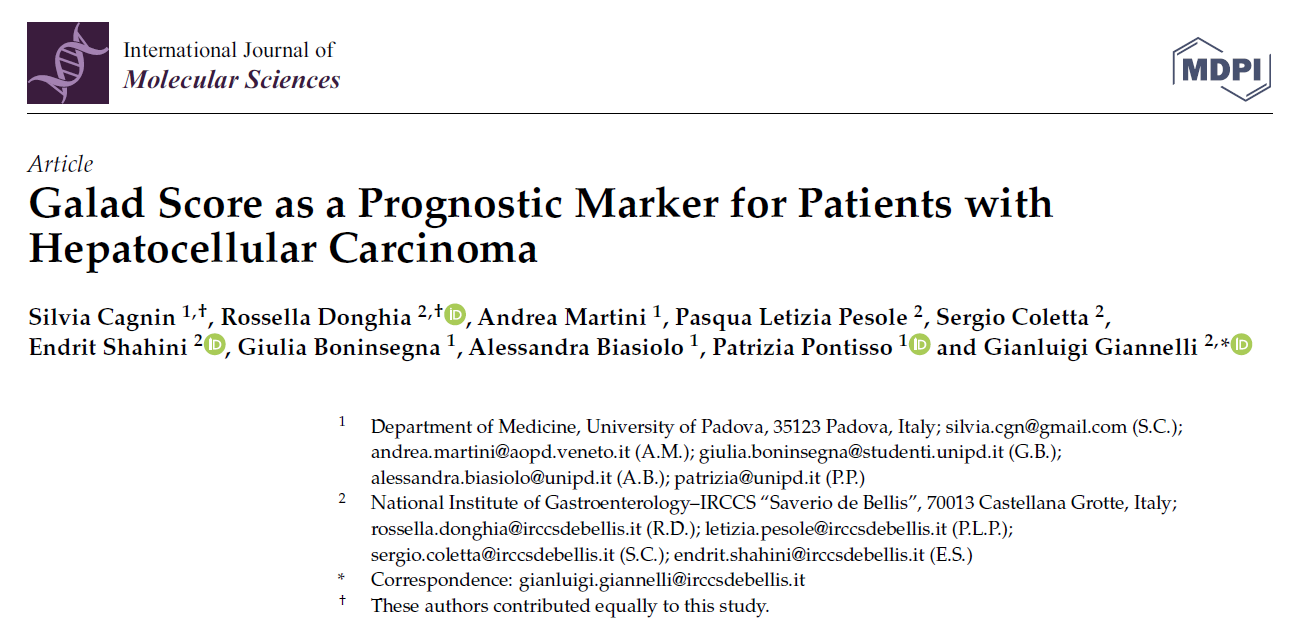 International Journal of
Molecular Sciences
MDPI
Article
Galad Score as a Prognostic Marker for Patients with
Hepatocellular Carcinoma
Silvia Cagnin 1,†, Rossella Donghia 2,† iD, Andrea Martini 1, Pasqua Letizia Pesole 2, Sergio Coletta 2,
Endrit Shahini 2 iD, Giulia Boninsegna 1, Alessandra Biasiolo 1, Patrizia Pontisso 1 iD and Gianluigi Giannelli 2,* iD
1 Department of Medicine, University of Padova, 35123 Padova, Italy; silvia.cgn@gmail.com (S.C.);
andrea.martini@aopd.veneto.it (A.M.); giulia.boninsegna@studenti.unipd.it (G.B.);
alessandra.biasiolo@unipd.it (A.B.); patrizia@unipd.it (P.P.)
2 National Institute of Gastroenterology–IRCCS “Saverio de Bellis”, 70013 Castellana Grotte, Italy;
rossella.donghia@irccsdebellis.it (R.D.); letizia.pesole@irccsdebellis.it (P.L.P.);
sergio.coletta@irccsdebellis.it (S.C.); endrit.shahini@irccsdebellis.it (E.S.)
* Correspondence: gianluigi.giannelli@irccsdebellis.it
† These authors contributed equally to this study.